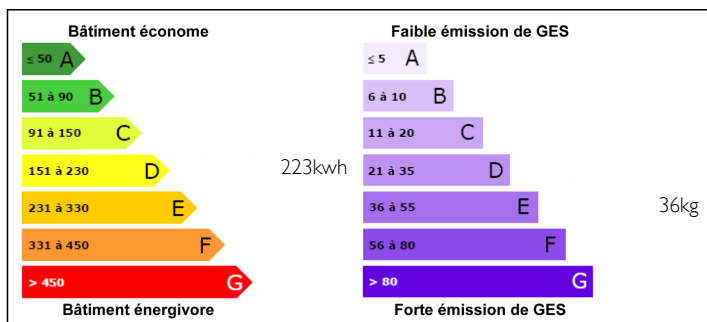 Bâtiment économe
≤ 50 A
51 à 90 B
91 à 150 C
151 à 230 D
231 à 330 E
331 à 450 F
> 450 G
Bâtiment énergivore
223kwh
Faible émission de GES
≤ 5 A
6 à 10 B
11 à 20 C
21 à 35 D
36 à 55 E
56 à 80 F
> 80 G
Forte émission de GES
36kg